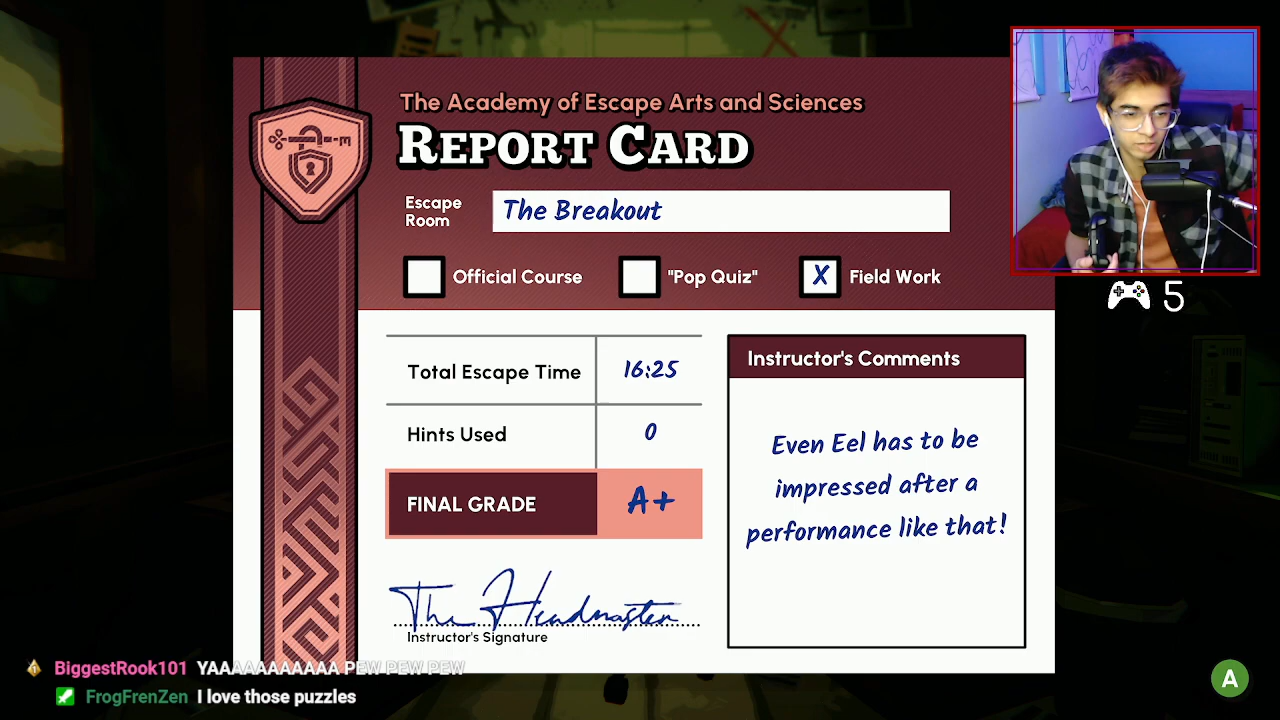 The Academy of Escape Arts and Sciences
REPORT CARD
Escape Room
The Breakout
Official Course
"Pop Quiz"
X Field Work
Total Escape Time 16:25
Hints Used 0
FINAL GRADE A+
Instructor's Comments
Even Eel has to be
impressed after a
performance like that!
The Headmaster
Instructor's Signature
5
BiggestRook101 YAAAAAAAAAAA PEW PEW PEW
FrogFrenZen I love those puzzles
A